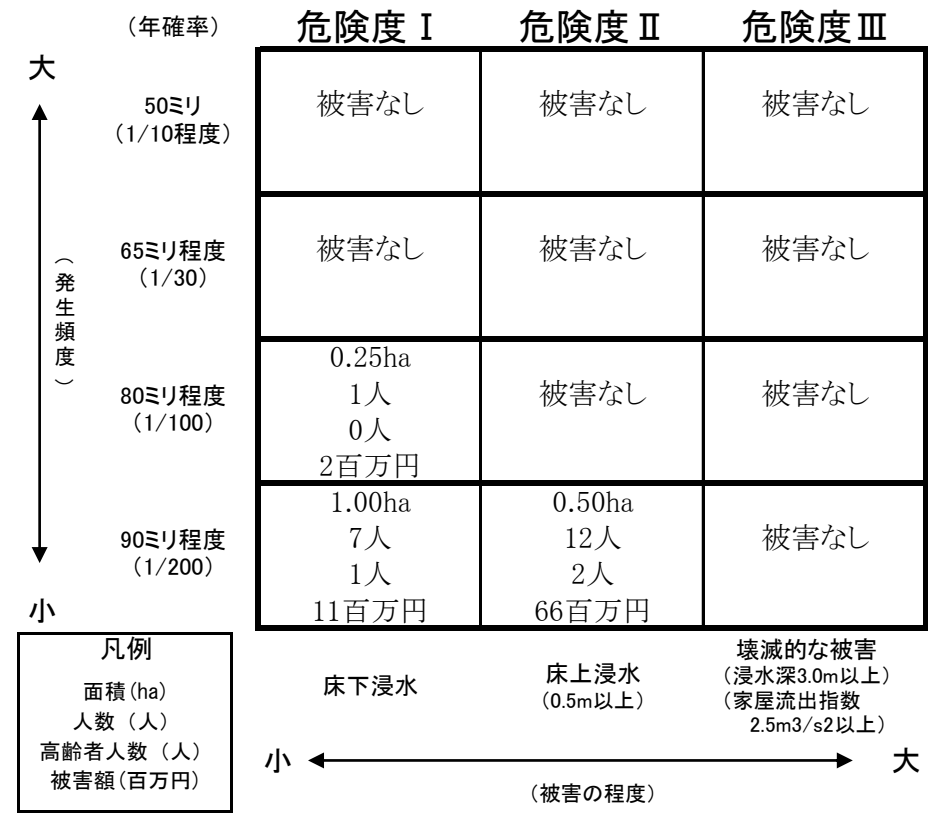 （年確率）
危険度Ⅰ
危険度Ⅱ
危険度Ⅲ
大
50ミリ
（1/10程度）
被害なし
被害なし
被害なし
65ミリ程度
（1/30）
被害なし
被害なし
被害なし
（発生頻度）
80ミリ程度
（1/100）
0.25ha
1人
0人
2百万円
被害なし
被害なし
90ミリ程度
（1/200）
1.00ha
7人
1人
11百万円
0.50ha
12人
2人
66百万円
被害なし
小
凡例
面積(ha)
人数（人）
高齢者人数（人）
被害額(百万円)
床下浸水
床上浸水
（0.5m以上）
壊滅的な被害
（浸水深3.0m以上）
（家屋流出指数
2.5m3/s2以上）
小
大
（被害の程度）